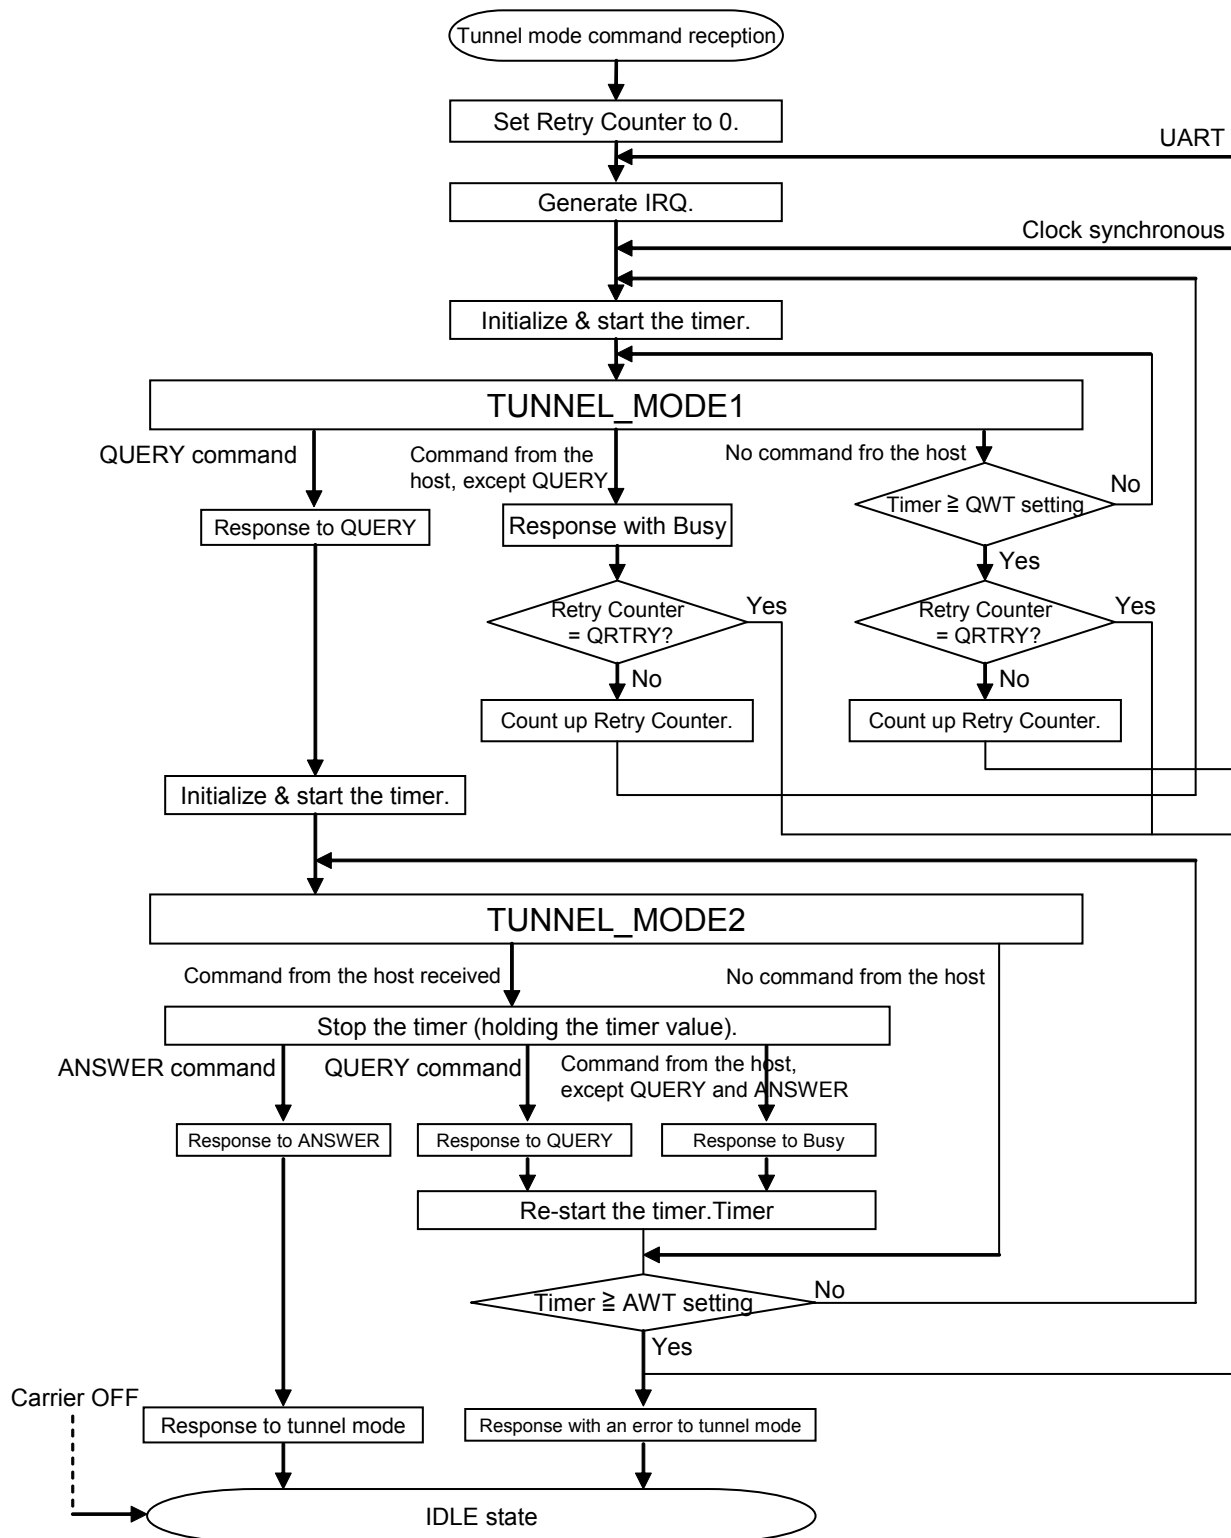 Tunnel mode command reception
Set Retry Counter to 0.
UART
Generate IRQ.
Clock synchronous
Initialize & start the timer.
TUNNEL_MODE1
QUERY command
Command from the
host, except QUERY
No command fro the host
Timer ≧ QWT setting
No
Response to QUERY
Response with Busy
Yes
Retry Counter
= QRTRY?
Yes
Retry Counter
= QRTRY?
Yes
No
No
Count up Retry Counter.
Count up Retry Counter.
Initialize & start the timer.
TUNNEL_MODE2
Command from the host received
No command from the host
Stop the timer (holding the timer value).
ANSWER command
QUERY command
Command from the host,
except QUERY and ANSWER
Response to ANSWER
Response to QUERY
Response to Busy
Re-start the timer.Timer
Timer ≧ AWT setting
No
Yes
Carrier OFF
Response to tunnel mode
Response with an error to tunnel mode
IDLE state